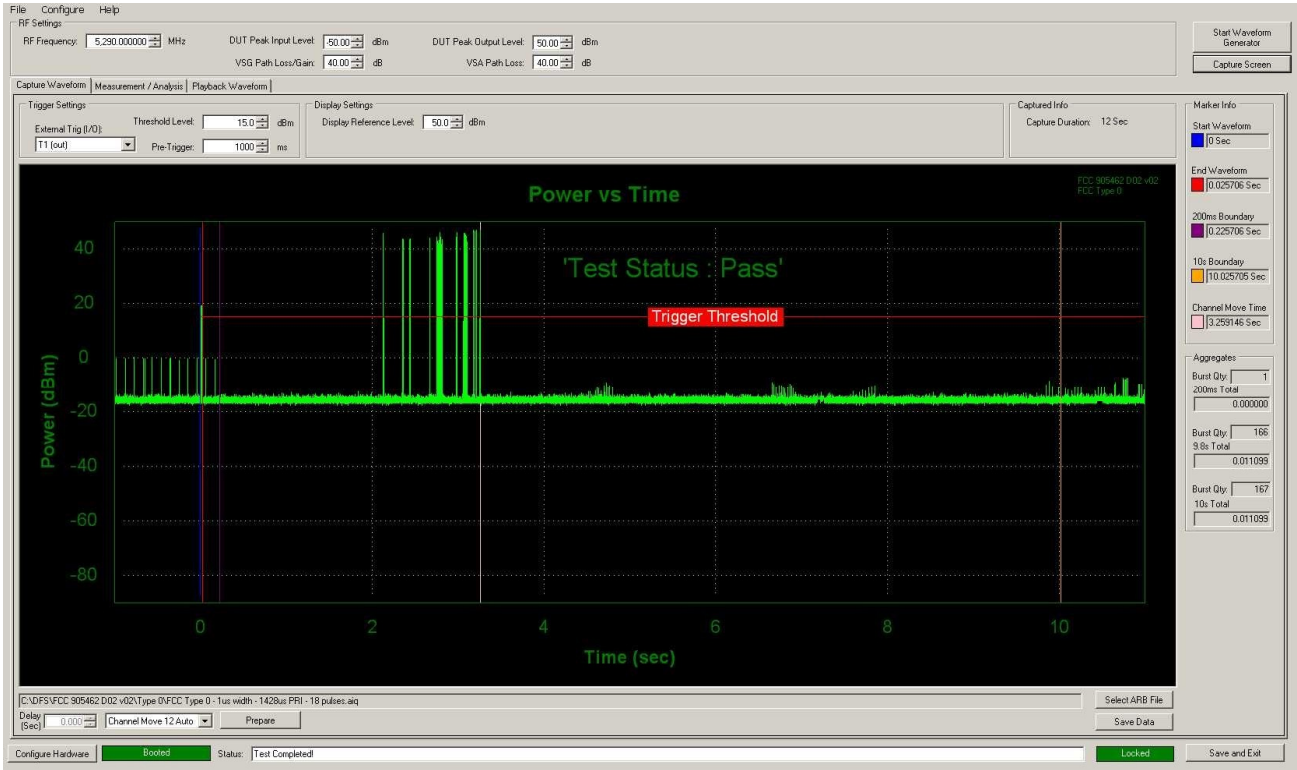 File Configure Help
RF Settings
RF Frequency: 5,290.000000 MHz DUT Peak Input Level: -50.00 dBm DUT Peak Output Level: 50.00 dBm
VSG Path Loss/Gain: 40.00 dB VSA Path Loss: 40.00 dB
Start Waveform
Generator
Capture Screen
Capture Waveform Measurement / Analysis Playback Waveform
Trigger Settings
External Trig (I/O):
T1 (out)
Threshold Level: 15.0 dBm
Pre-Trigger: 1000 ms
Display Settings
Display Reference Level: 50.0 dBm
Captured Info
Capture Duration: 12 Sec
Marker Info
Start Waveform
0 Sec
End Waveform
0.025706 Sec
200ms Boundary
0.225706 Sec
10s Boundary
10.025705 Sec
Channel Move Time
3.259146 Sec
Aggregates
Burst Qty: 1
200ms Total
0.000000
Burst Qty: 166
9.8s Total
0.011099
Burst Qty: 167
10s Total
0.011099
Power vs Time
FCC 905462 D02 v02
FCC Type 0
'Test Status : Pass'
Trigger Threshold
Power (dBm)
40
20
0
-20
-40
-60
-80
0 2 4 6 8 10
Time (sec)
C:\DFS\FCC 905462 D02 v02\Type 0\FCC Type 0 - 1us width - 1428us PRI - 18 pulses.aiq
Select ARB File
Delay
(Sec) 0.000 Channel Move 12 Auto Prepare
Save Data
Configure Hardware Booted Status: Test Completed! Locked Save and Exit